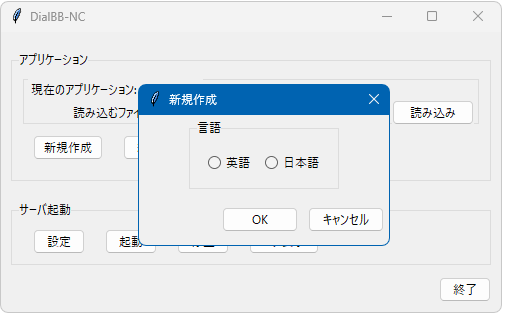 DialBB-NC
アプリケーション
現在のアプリケーション:
読み込むファイ
読み込み
新規作成
新規作成
言語
英語
日本語
OK
キャンセル
サーバ起動
設定
起動
終了